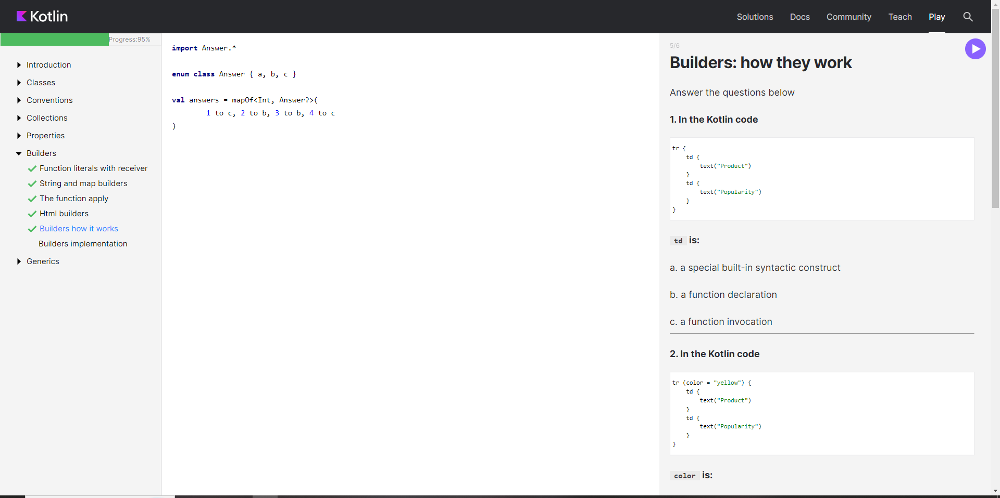 Kotlin
Solutions
Docs
Community
Teach
Play
Progress:95%
Introduction
Classes
Conventions
Collections
Properties
Builders
Function literals with receiver
String and map builders
The function apply
Html builders
Builders how it works
Builders implementation
Generics
import Answer.*
enum class Answer { a, b, c }
val answers = mapOf<Int, Answer?>(
1 to c, 2 to b, 3 to b, 4 to c
)
5/6
Builders: how they work
Answer the questions below
1. In the Kotlin code
tr {
td {
text("Product")
}
td {
text("Popularity")
}
}
td is:
a. a special built-in syntactic construct
b. a function declaration
c. a function invocation
2. In the Kotlin code
tr (color = "yellow") {
td {
text("Product")
}
td {
text("Popularity")
}
}
color is: